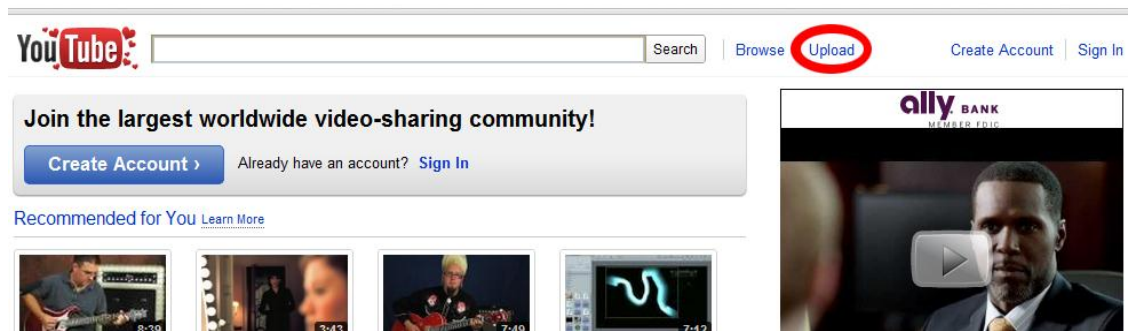 YouTube
Search
Browse
Upload
Create Account
Sign In
Join the largest worldwide video-sharing community!
Create Account ›
Already have an account? Sign In
ally BANK
MEMBER FDIC
Recommended for You Learn More
8:39
3:43
7:49
7:12